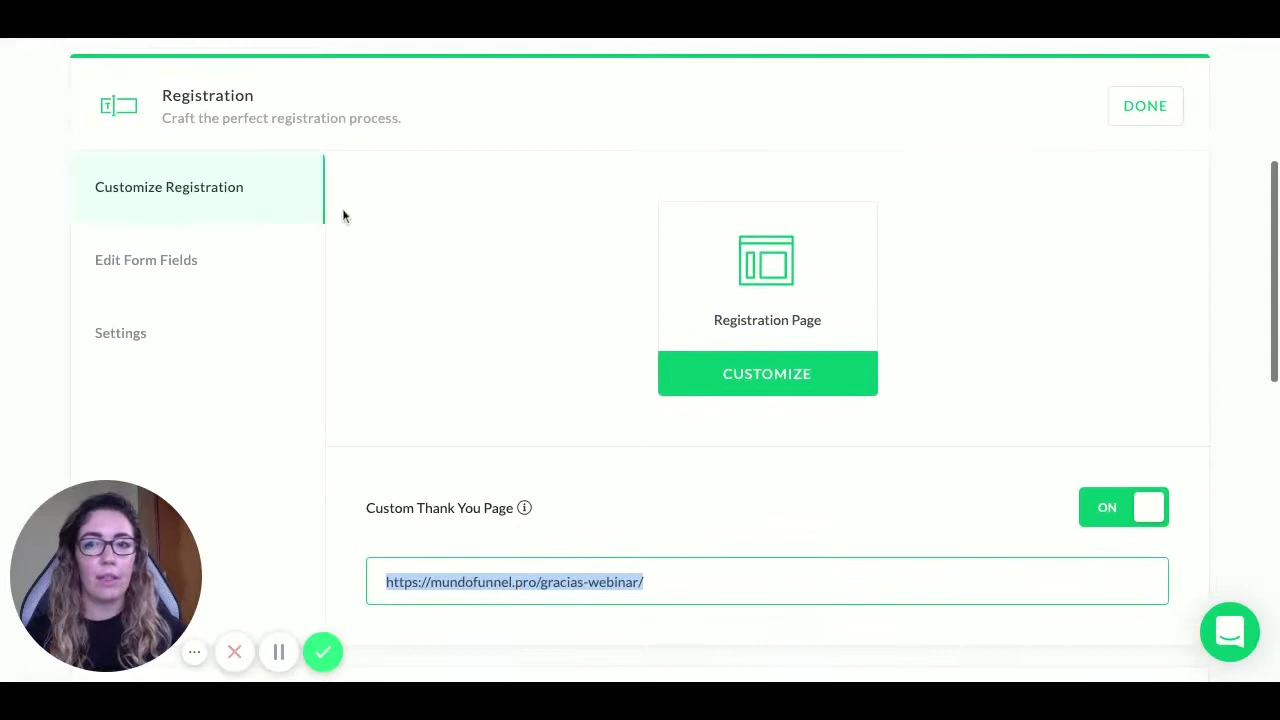 Registration
Craft the perfect registration process.
DONE
Customize Registration
Edit Form Fields
Settings
Registration Page
CUSTOMIZE
Custom Thank You Page
ON
https://mundofunnel.pro/gracias-webinar/